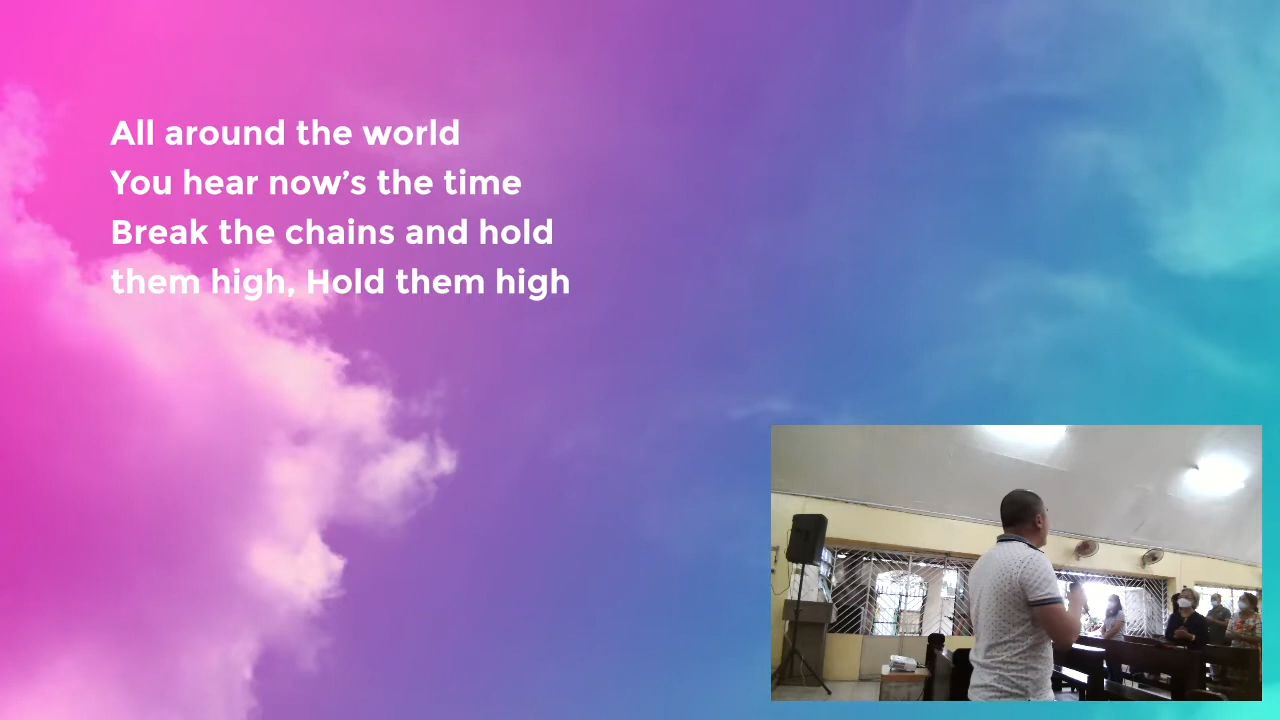 All around the world
You hear now’s the time
Break the chains and hold
them high, Hold them high